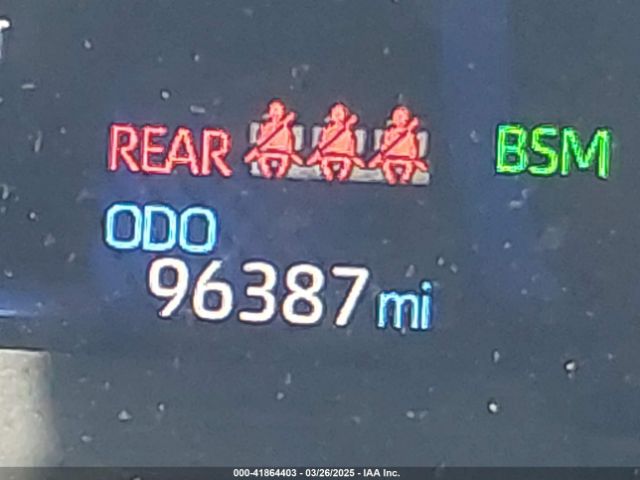 REAR BSM
ODO
96387 mi
000-41864403 - 03/26/2025 - IAA Inc.